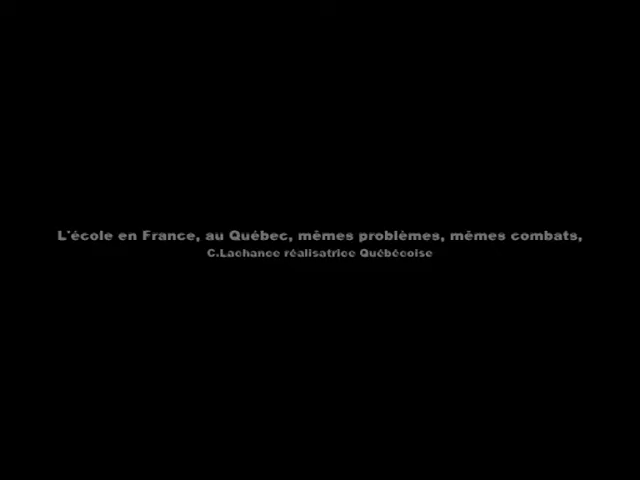 L'école en France, au Québec, mêmes problèmes, mêmes combats,
C.Lachance réalisatrice Québécoise